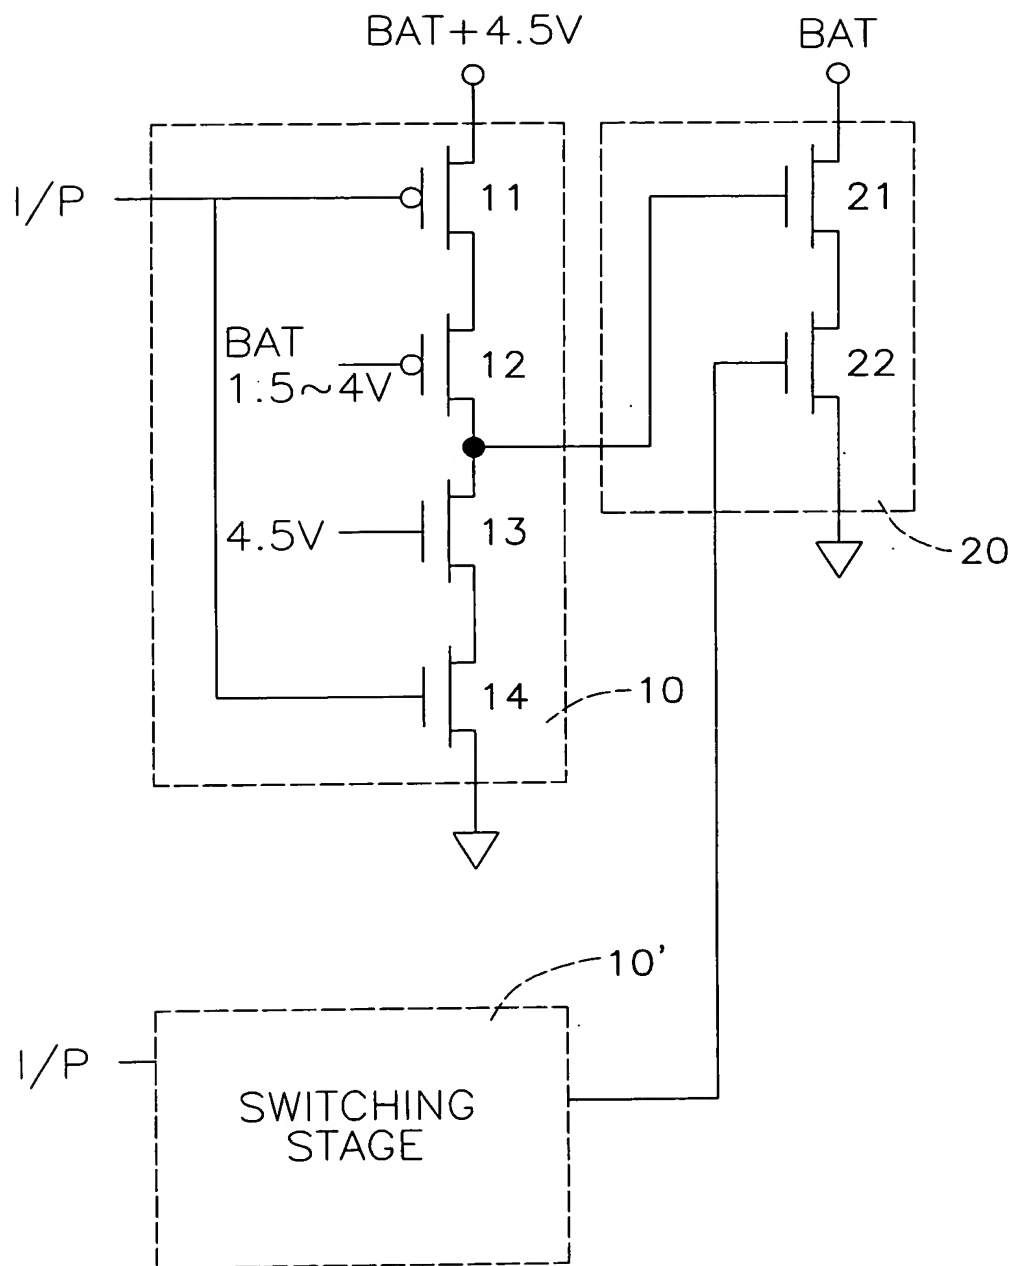 BAT+4.5V
BAT
I/P
11
21
BAT
1.5~4V
12
22
4.5V
13
20
14
10
10'
I/P
SWITCHING
STAGE